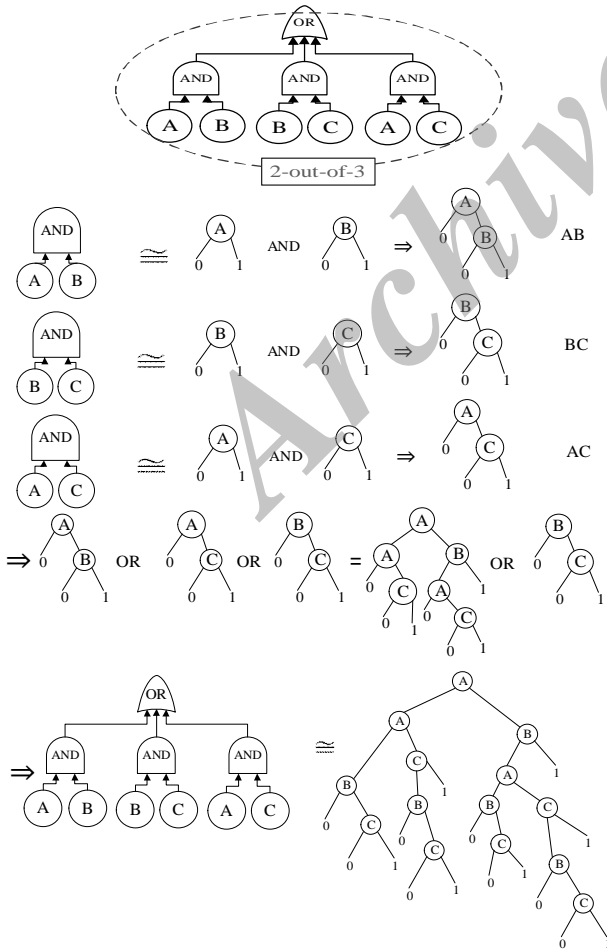 OR
AND AND AND
A B B C A C
2-out-of-3
AND
A B
≅
A
0 1
AND
B
0 1
⇒
A
0 B
0 1
AB
AND
B C
≅
B
0 1
AND
C
0 1
⇒
B
0 C
0 1
BC
AND
A C
≅
A
0 1
AND
C
0 1
⇒
A
0 C
0 1
AC
⇒
A
0 B
0 1
OR
A
0 C
0 1
OR
B
0 C
0 1
=
A
A B
0 C A 1
0 1 0 C
0 1
OR
B
0 C
0 1
⇒
OR
AND AND AND
A B B C A C
≅
A
A B
B C A 1
0 C B 1 B C
0 1 0 C 0 C B 1
0 1 0 1 0 C
0 1
Archive